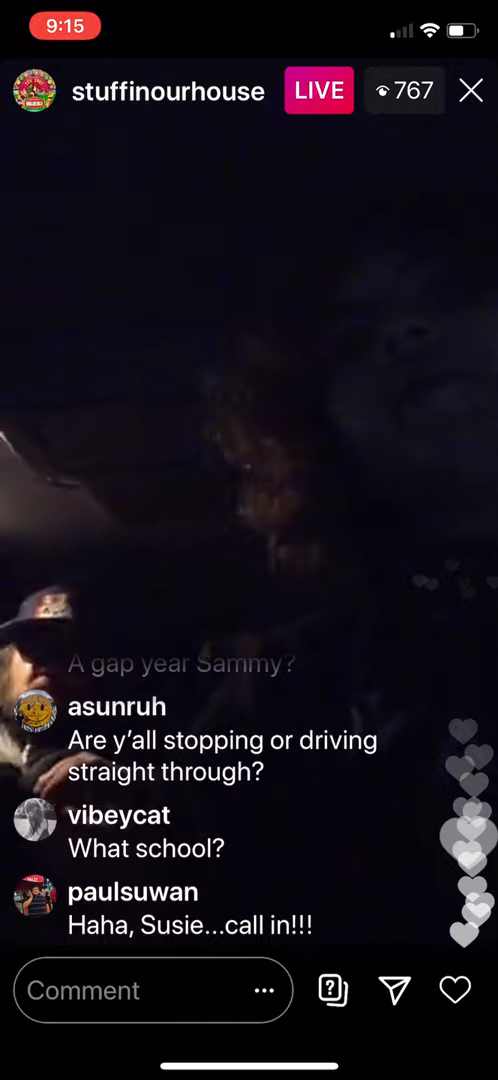 9:15
stuffinourhouse
LIVE
767
A gap year Sammy?
asunruh
Are y’all stopping or driving
straight through?
vibeycat
What school?
paulsuwan
Haha, Susie...call in!!!
Comment